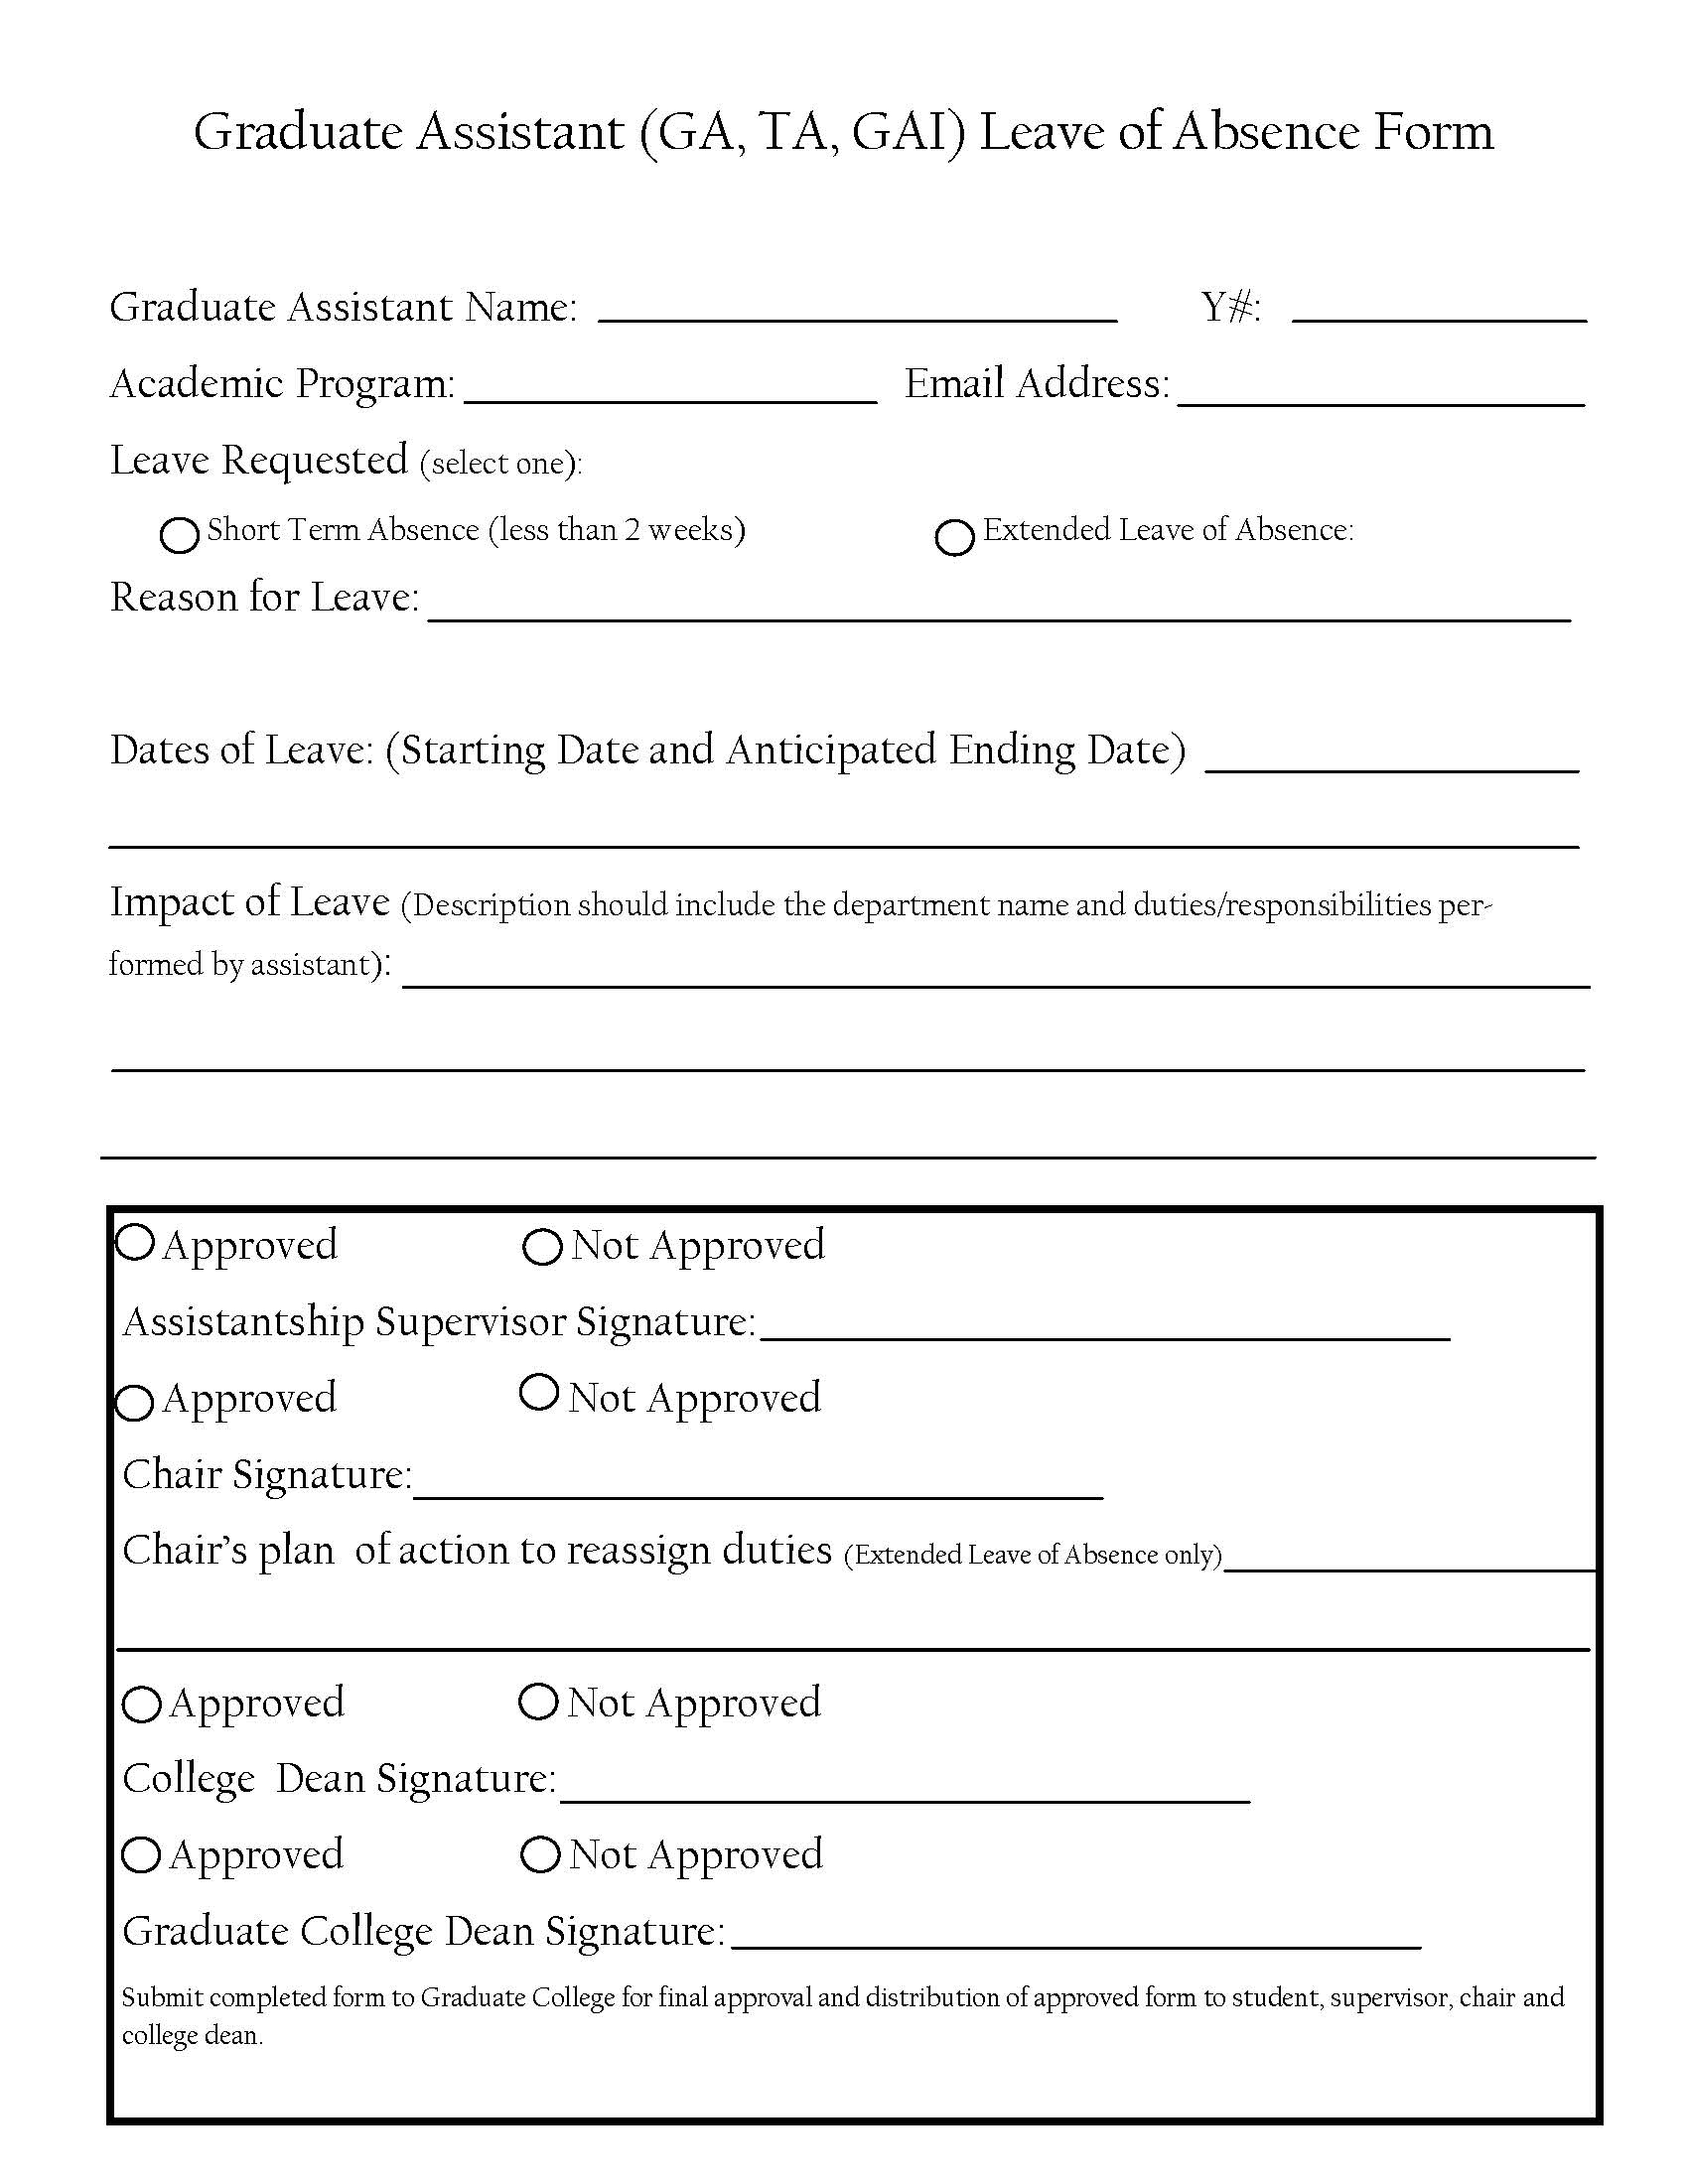 Graduate Assistant (GA, TA, GAI) Leave of Absence Form
Graduate Assistant Name: Y#:
Academic Program: Email Address:
Leave Requested (select one):
Short Term Absence (less than 2 weeks) Extended Leave of Absence:
Reason for Leave:
Dates of Leave: (Starting Date and Anticipated Ending Date)
Impact of Leave (Description should include the department name and duties/responsibilities per-
formed by assistant):
Approved Not Approved
Assistantship Supervisor Signature:
Approved Not Approved
Chair Signature:
Chair's plan of action to reassign duties (Extended Leave of Absence only)
Approved Not Approved
College Dean Signature:
Approved Not Approved
Graduate College Dean Signature:
Submit completed form to Graduate College for final approval and distribution of approved form to student, supervisor, chair and
college dean.